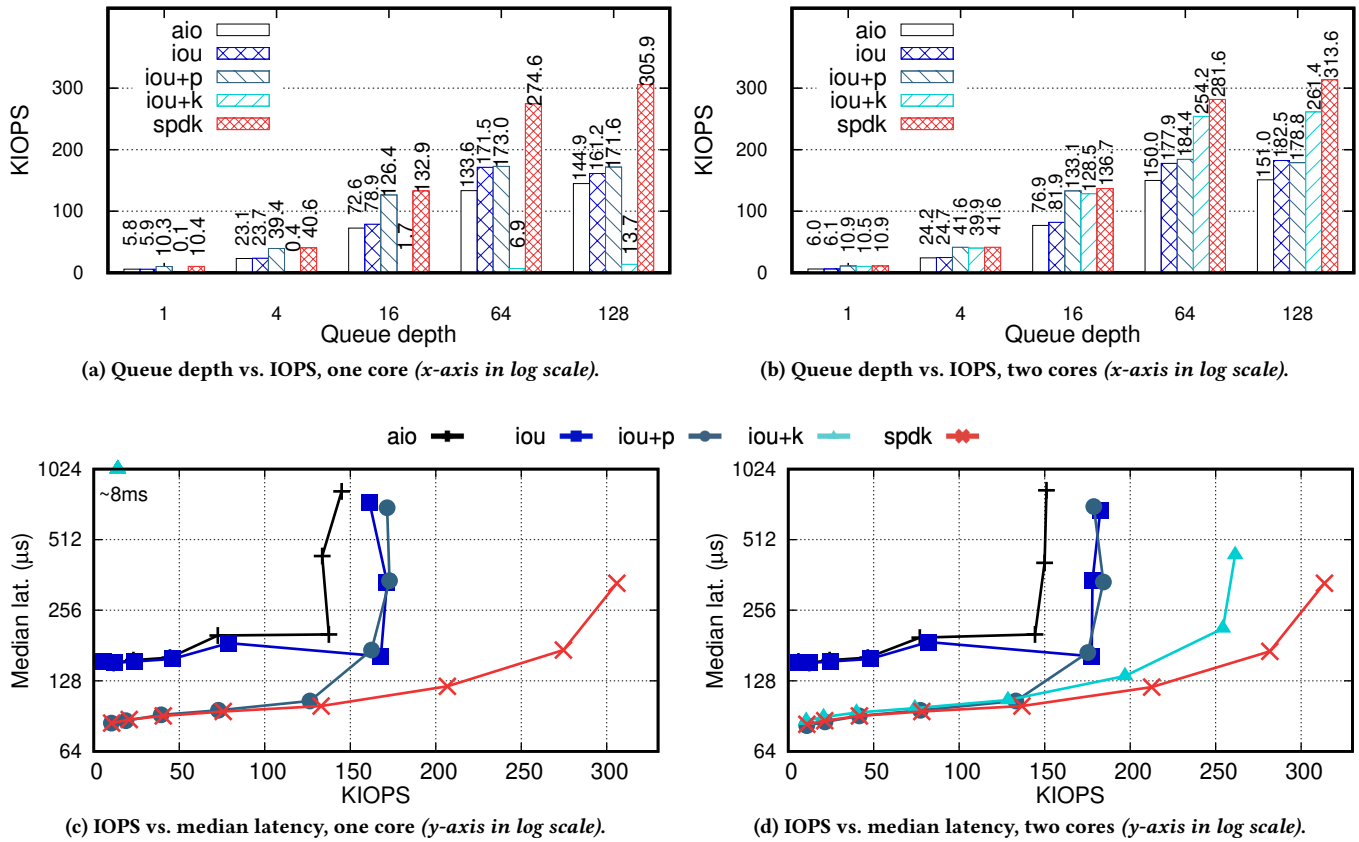 aio
iou
iou+p
iou+k
spdk
KIOPS
300
200
100
0
5.8
5.9
10.3
0.1
10.4
23.1
23.7
39.4
0.4
40.6
72.6
78.9
126.4
1.7
132.9
133.6
171.5
173.0
6.9
274.6
144.9
161.2
171.6
13.7
305.9
1 4 16 64 128
Queue depth
(a) Queue depth vs. IOPS, one core (x-axis in log scale).
aio
iou
iou+p
iou+k
spdk
KIOPS
300
200
100
0
6.0
6.1
10.9
10.5
10.9
24.2
24.7
41.6
39.9
41.6
76.9
81.9
133.1
128.5
136.7
150.0
177.9
184.4
254.2
281.6
151.0
182.5
178.8
261.4
313.6
1 4 16 64 128
Queue depth
(b) Queue depth vs. IOPS, two cores (x-axis in log scale).
aio iou iou+p iou+k spdk
Median lat. (µs)
1024
~8ms
512
256
128
64
0 50 100 150 200 250 300
KIOPS
(c) IOPS vs. median latency, one core (y-axis in log scale).
Median lat. (µs)
1024
512
256
128
64
0 50 100 150 200 250 300
KIOPS
(d) IOPS vs. median latency, two cores (y-axis in log scale).